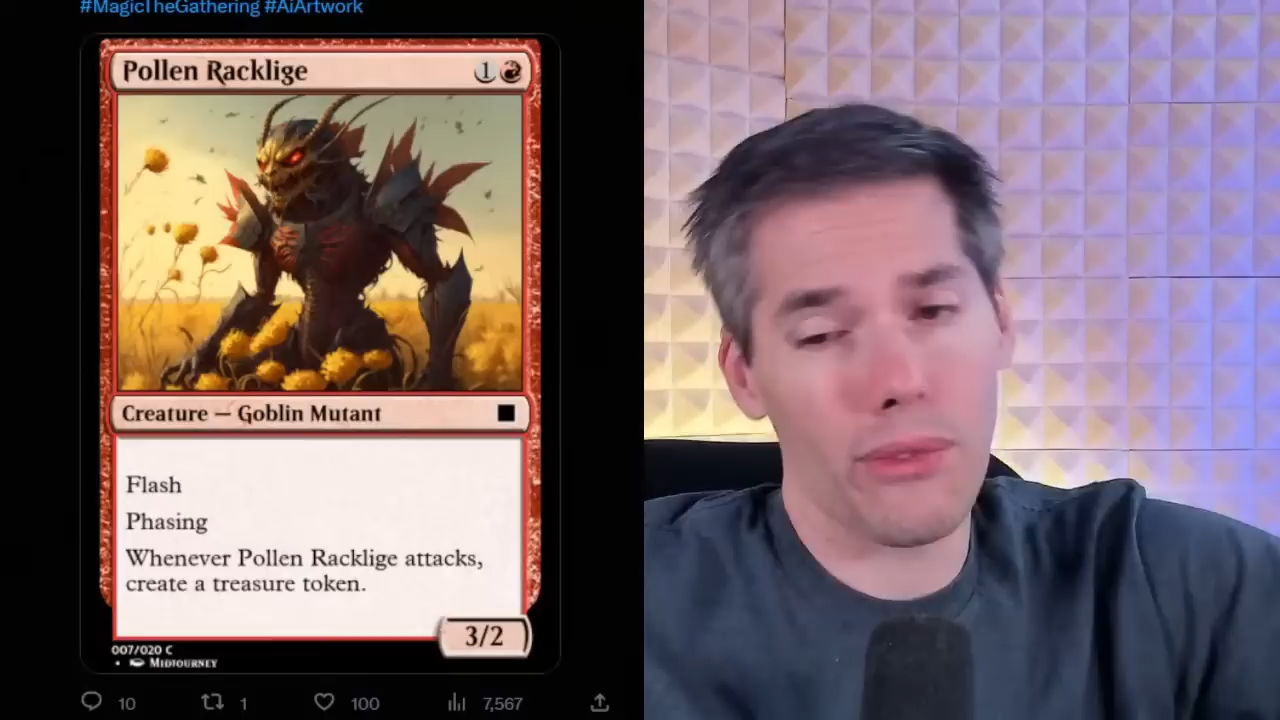 #MagicTheGathering #AiArtwork
Pollen Racklige 1
Creature — Goblin Mutant
Flash
Phasing
Whenever Pollen Racklige attacks,
create a treasure token.
3/2
007/020 C
• Midjourney
10 1 100 7,567